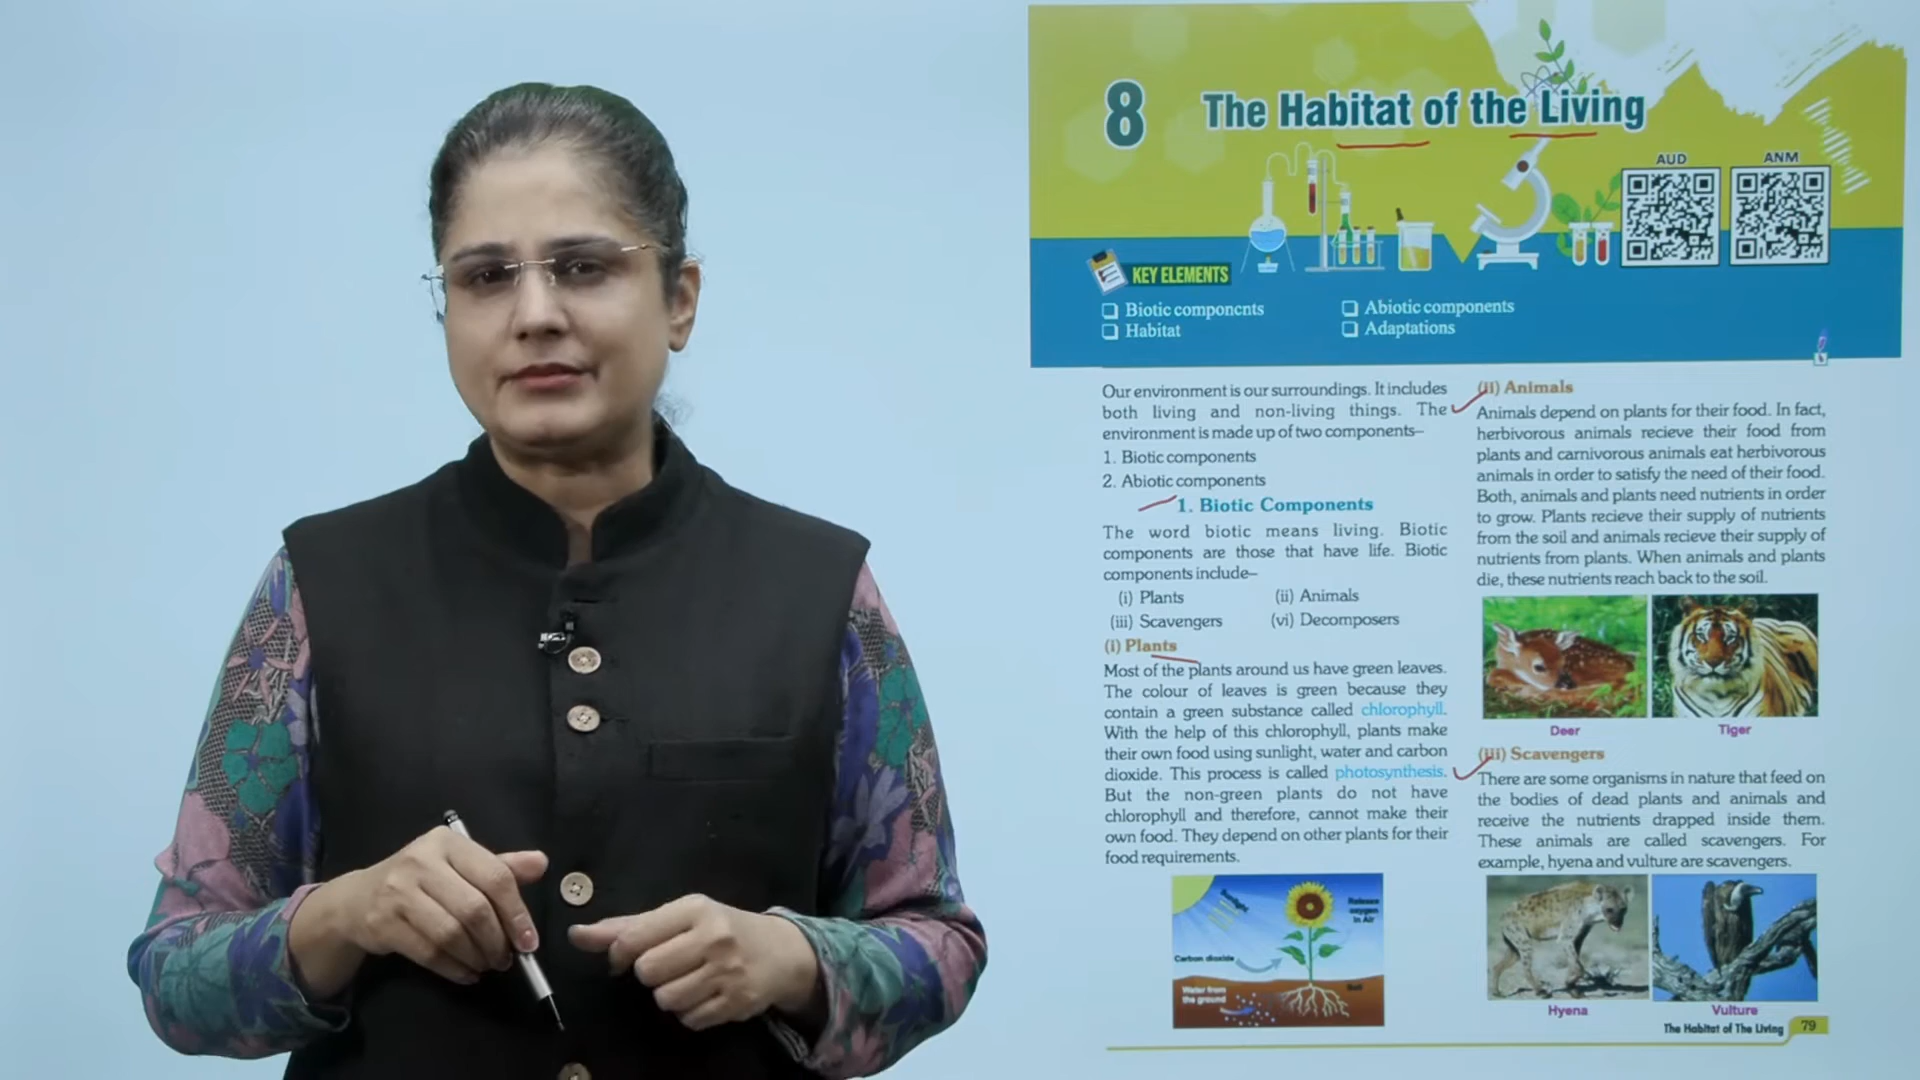 8 The Habitat of the Living
AUD ANM
KEY ELEMENTS
❑ Biotic components ❑ Abiotic components
❑ Habitat ❑ Adaptations
Our environment is our surroundings. It includes
both living and non-living things. The
environment is made up of two components–
1. Biotic components
2. Abiotic components
1. Biotic Components
The word biotic means living. Biotic
components are those that have life. Biotic
components include–
(i) Plants (ii) Animals
(iii) Scavengers (vi) Decomposers
(i) Plants
Most of the plants around us have green leaves.
The colour of leaves is green because they
contain a green substance called chlorophyll.
With the help of this chlorophyll, plants make
their own food using sunlight, water and carbon
dioxide. This process is called photosynthesis.
But the non-green plants do not have
chlorophyll and therefore, cannot make their
own food. They depend on other plants for their
food requirements.
Sunlight
Release
oxygen
in Air
Carbon dioxide
Water from
the ground
Soil
(ii) Animals
Animals depend on plants for their food. In fact,
herbivorous animals recieve their food from
plants and carnivorous animals eat herbivorous
animals in order to satisfy the need of their food.
Both, animals and plants need nutrients in order
to grow. Plants recieve their supply of nutrients
from the soil and animals recieve their supply of
nutrients from plants. When animals and plants
die, these nutrients reach back to the soil.
Deer Tiger
(iii) Scavengers
There are some organisms in nature that feed on
the bodies of dead plants and animals and
receive the nutrients drapped inside them.
These animals are called scavengers. For
example, hyena and vulture are scavengers.
Hyena Vulture
The Habitat of The Living 79